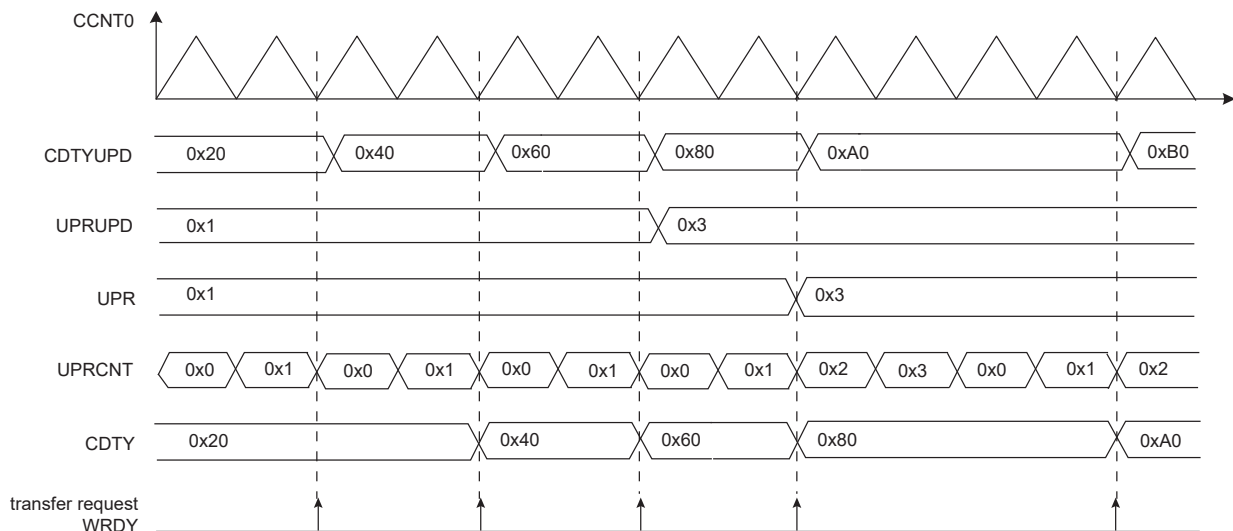 CCNT0
CDTYUPD 0x20 0x40 0x60 0x80 0xA0 0xB0
UPRUPD 0x1 0x3
UPR 0x1 0x3
UPRCNT 0x0 0x1 0x0 0x1 0x0 0x1 0x0 0x1 0x2 0x3 0x0 0x1 0x2
CDTY 0x20 0x40 0x60 0x80 0xA0
transfer request
WRDY